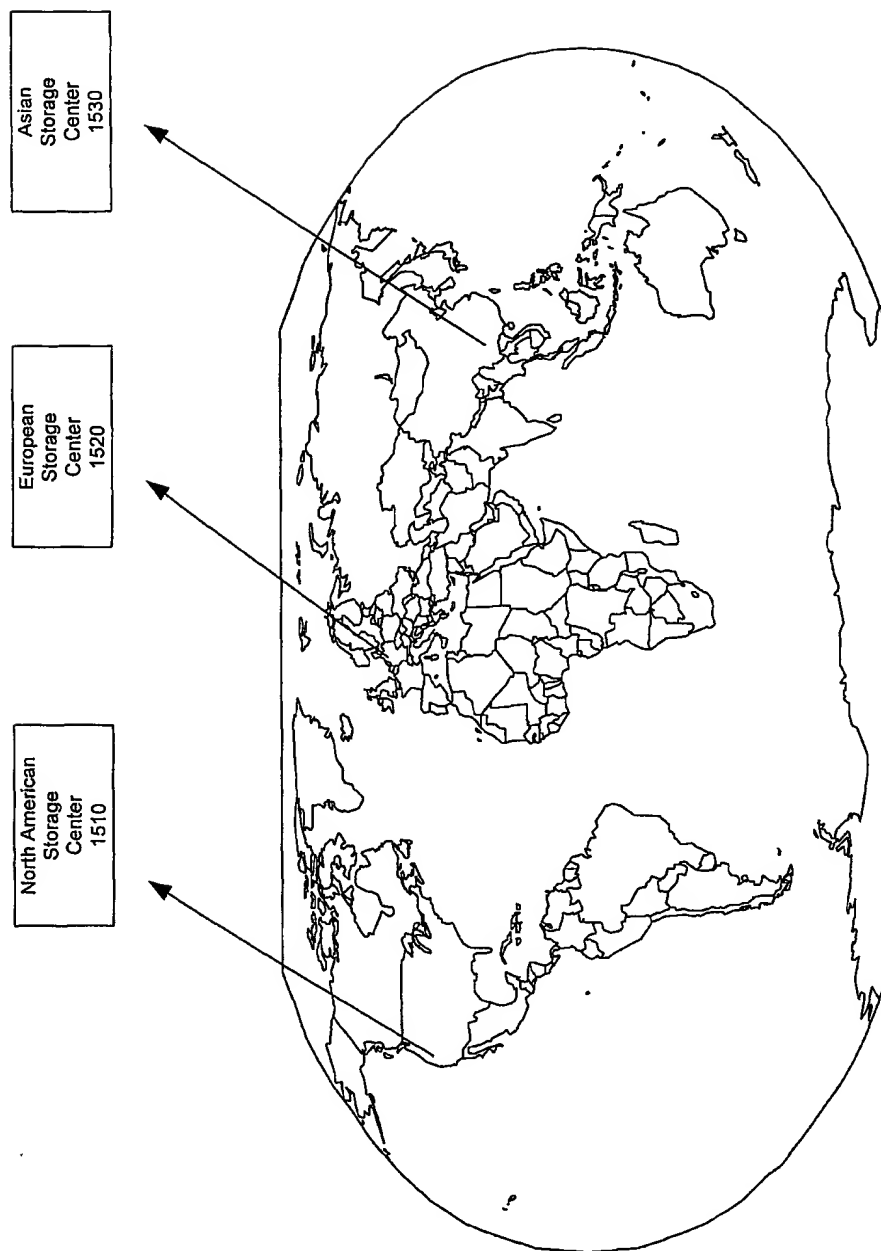 North American
Storage
Center
1510
European
Storage
Center
1520
Asian
Storage
Center
1530